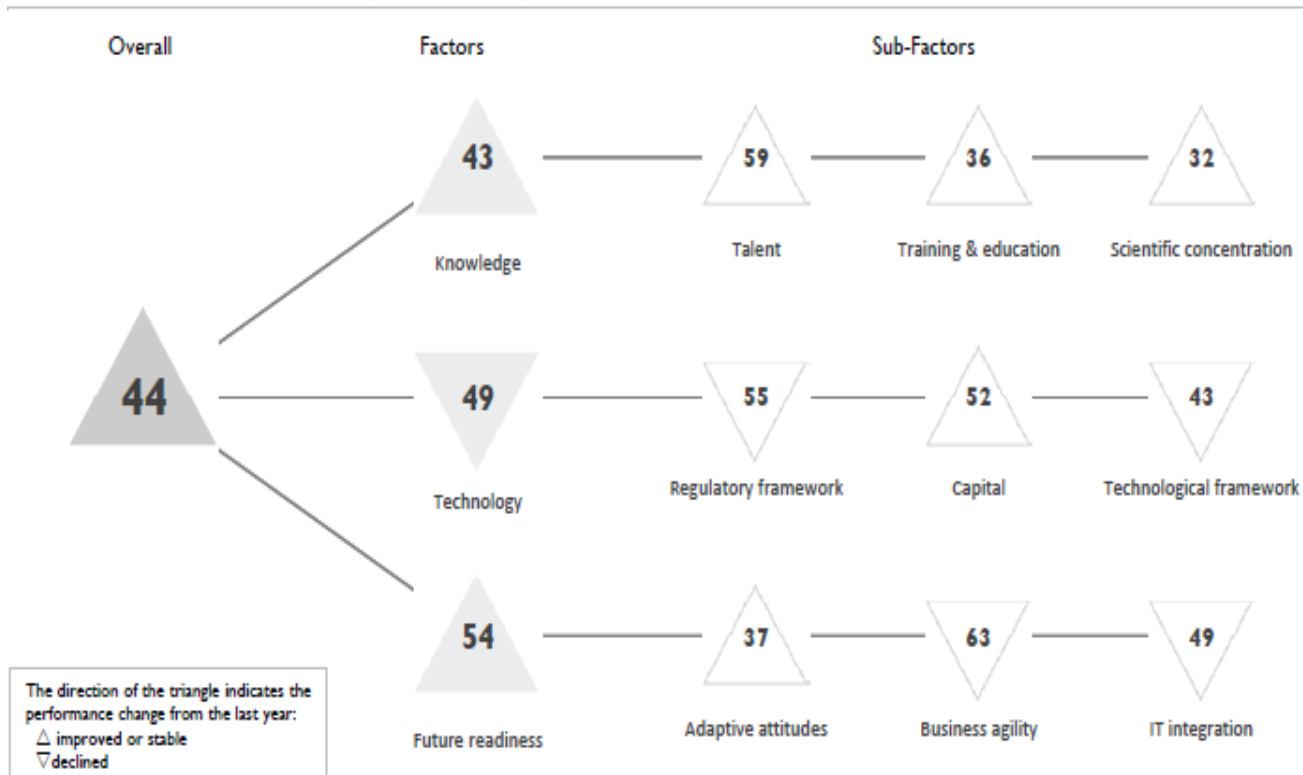 Overall Factors Sub-Factors
43 59 36 32
Knowledge Talent Training & education Scientific concentration
44 49 55 52 43
Technology Regulatory framework Capital Technological framework
54 37 63 49
Future readiness Adaptive attitudes Business agility IT integration
The direction of the triangle indicates the
performance change from the last year:
△ improved or stable
▽ declined